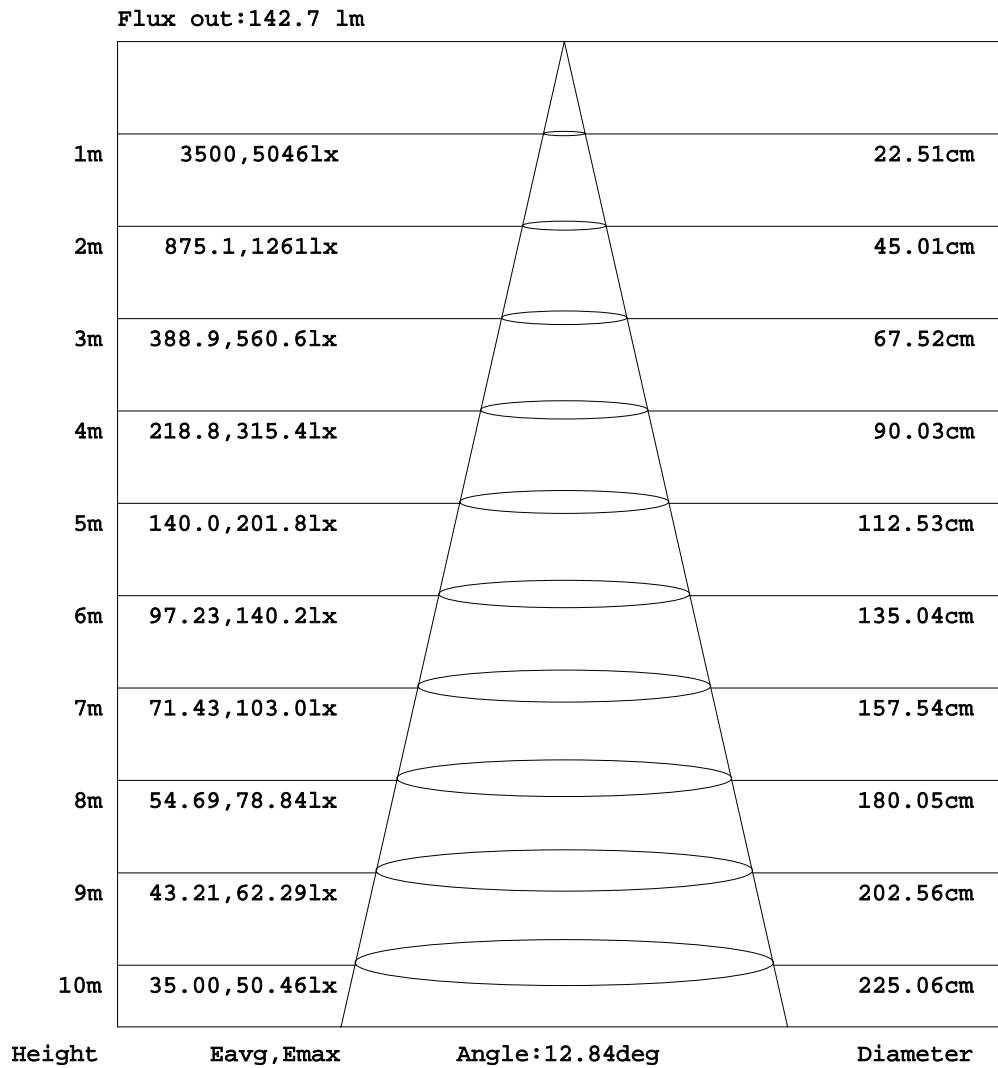 Flux out:142.7 lm
1m 3500,5046lx 22.51cm
2m 875.1,1261lx 45.01cm
3m 388.9,560.6lx 67.52cm
4m 218.8,315.4lx 90.03cm
5m 140.0,201.8lx 112.53cm
6m 97.23,140.2lx 135.04cm
7m 71.43,103.0lx 157.54cm
8m 54.69,78.84lx 180.05cm
9m 43.21,62.29lx 202.56cm
10m 35.00,50.46lx 225.06cm
Height Eavg,Emax Angle:12.84deg Diameter